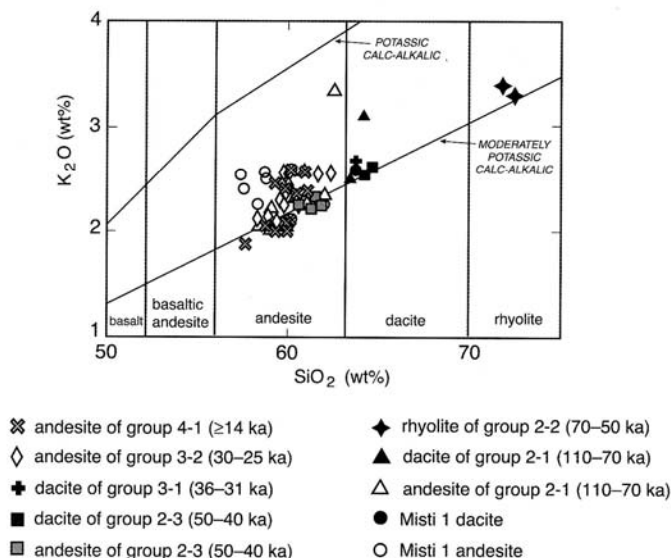 4
POTASSIC
CALC-ALKALIC
3
K₂O (wt%)
MODERATELY
POTASSIC
CALC-ALKALIC
2
basalt
basaltic
andesite
andesite
dacite
rhyolite
1
50
60
70
SiO₂ (wt%)
andesite of group 4-1 (≥14 ka)
andesite of group 3-2 (30–25 ka)
dacite of group 3-1 (36–31 ka)
dacite of group 2-3 (50–40 ka)
andesite of group 2-3 (50–40 ka)
rhyolite of group 2-2 (70–50 ka)
dacite of group 2-1 (110–70 ka)
andesite of group 2-1 (110–70 ka)
Misti 1 dacite
Misti 1 andesite